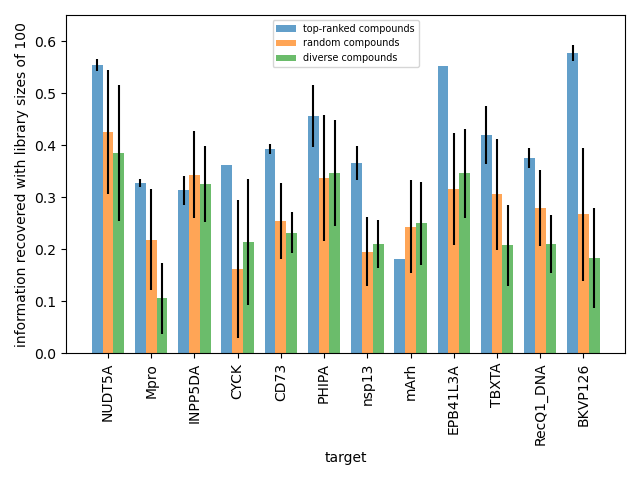 information recovered with library sizes of 100
0.6
0.5
0.4
0.3
0.2
0.1
0.0
top-ranked compounds
random compounds
diverse compounds
NUDT5A
Mpro
INPP5DA
CYCK
CD73
PHIPA
nsp13
mArh
EPB41L3A
TBXTA
RecQ1_DNA
BKVP126
target